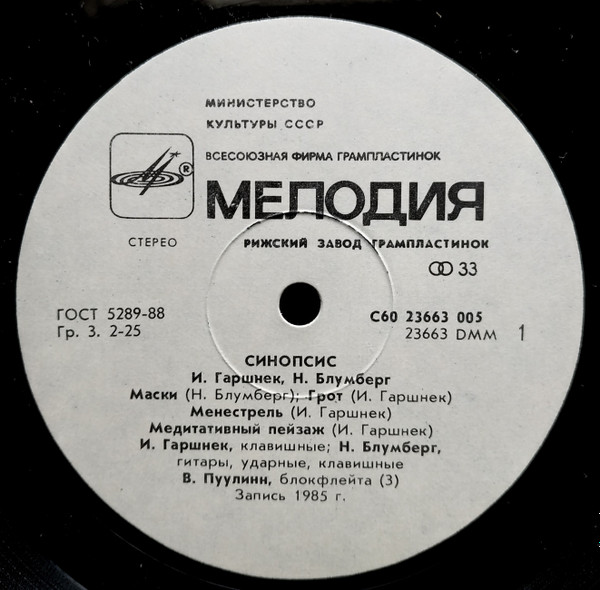 МИНИСТЕРСТВО
КУЛЬТУРЫ СССР
ВСЕСОЮЗНАЯ ФИРМА ГРАМПЛАСТИНОК
®
МЕЛОДИЯ
СТЕРЕО
РИЖСКИЙ ЗАВОД ГРАМПЛАСТИНОК
33
ГОСТ 5289-88
Гр. 3. 2-25
С60 23663 005
23663 DMM
1
СИНОПСИС
И. Гаршнек, Н. Блумберг
Маски (Н. Блумберг); Грот (И. Гаршнек)
Менестрель (И. Гаршнек)
Медитативный пейзаж (И. Гаршнек)
И. Гаршнек, клавишные; Н. Блумберг,
гитары, ударные, клавишные
В. Пуулинн, блокфлейта (3)
Запись 1985 г.